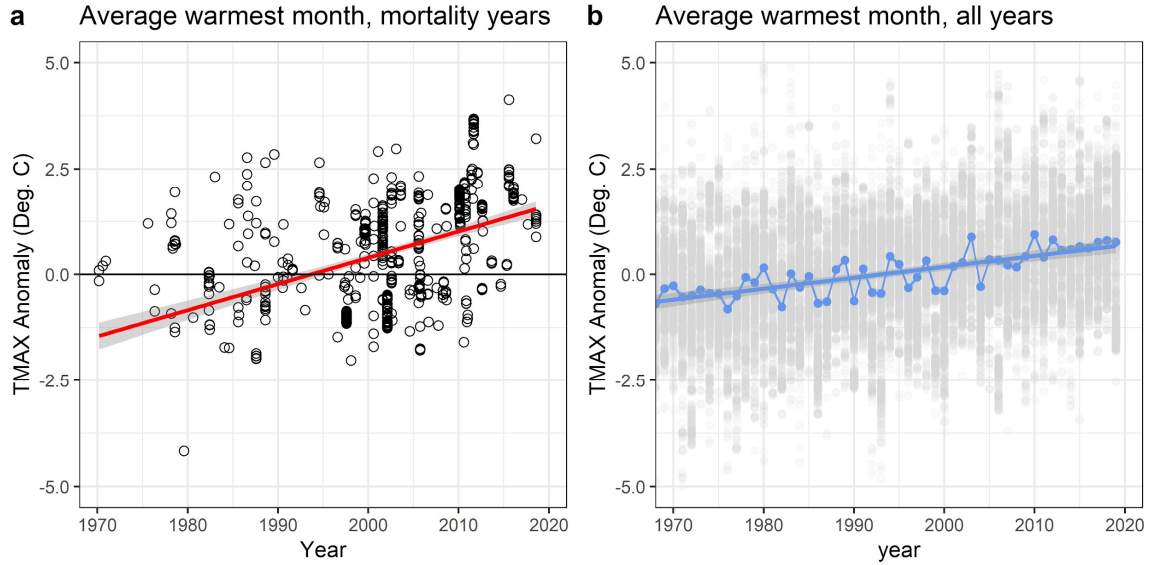 a Average warmest month, mortality years
TMAX Anomaly (Deg. C)
5.0
2.5
0.0
-2.5
-5.0
1970 1980 1990 2000 2010 2020
Year
b Average warmest month, all years
TMAX Anomaly (Deg. C)
5.0
2.5
0.0
-2.5
-5.0
1970 1980 1990 2000 2010 2020
year